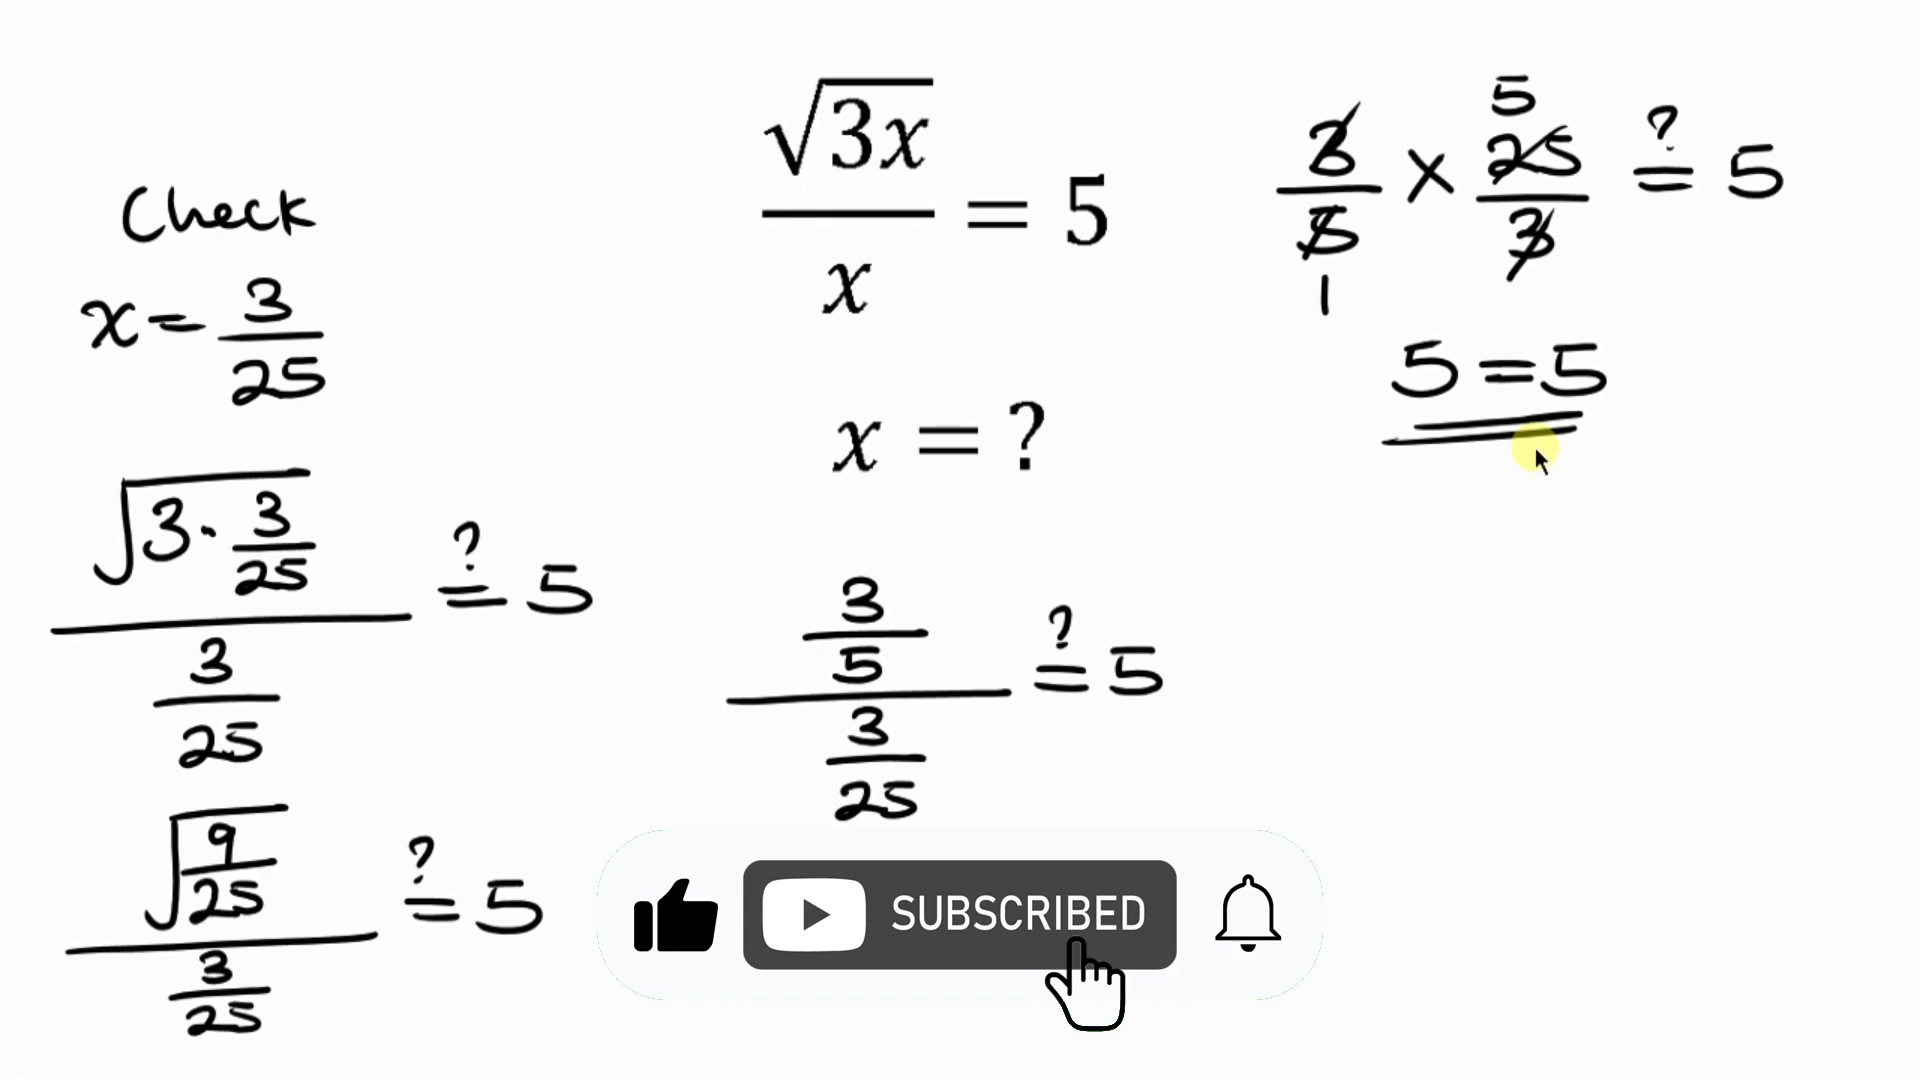 Check
x = 3/25
√(3·3/25) / (3/25) ?= 5
√(9/25) / (3/25) ?= 5
√(3x) / x = 5
x = ?
(3/5) / (3/25) ?= 5
5
3/5 × 25/3 ?= 5
1
5 = 5
SUBSCRIBED